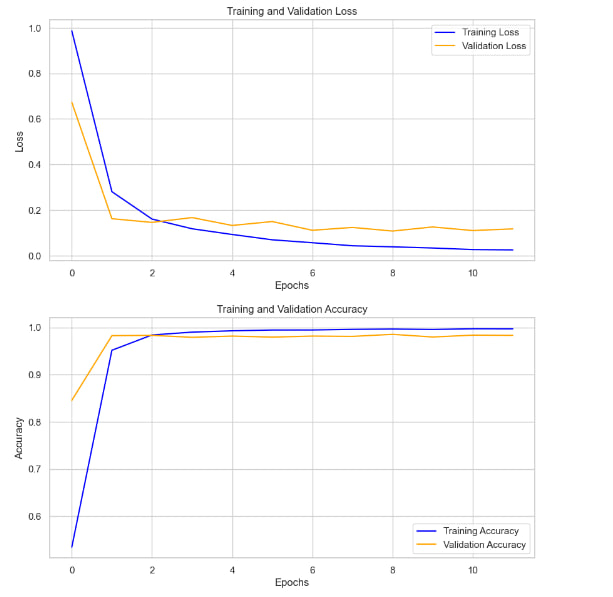 Training and Validation Loss
1.0
0.8
0.6
0.4
0.2
0.0
Loss
Training Loss
Validation Loss
0 2 4 6 8 10
Epochs
Training and Validation Accuracy
1.0
0.9
0.8
0.7
0.6
Accuracy
Training Accuracy
Validation Accuracy
0 2 4 6 8 10
Epochs